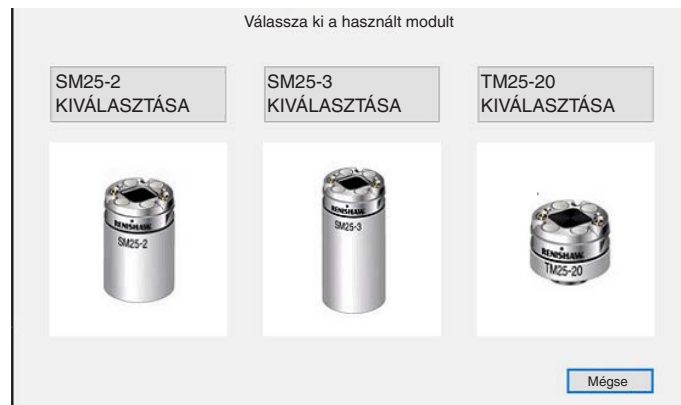 Válassza ki a használt modult
SM25-2
KIVÁLASZTÁSA
SM25-3
KIVÁLASZTÁSA
TM25-20
KIVÁLASZTÁSA
RENISHAW
SM25-2
RENISHAW
SM25-3
RENISHAW
TM25-20
Mégse